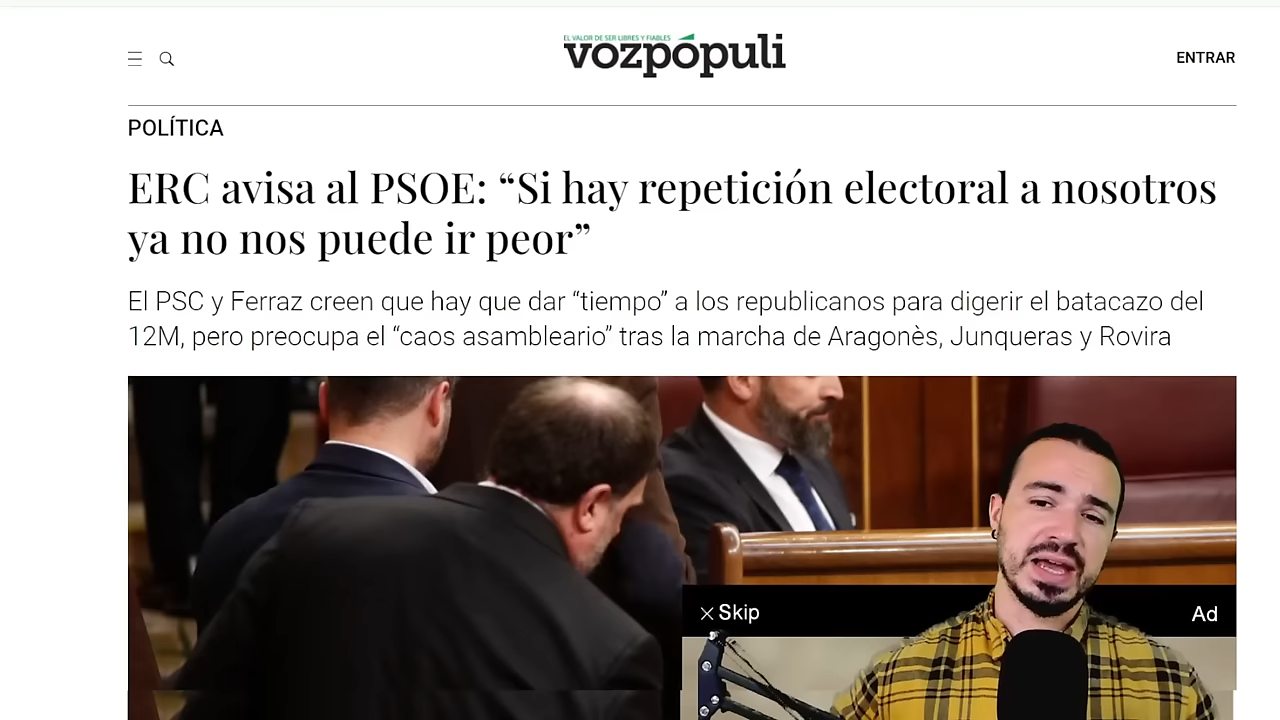 EL VALOR DE SER LIBRES Y FIABLES
vozpópuli
ENTRAR
POLÍTICA
ERC avisa al PSOE: “Si hay repetición electoral a nosotros
ya no nos puede ir peor”
El PSC y Ferraz creen que hay que dar “tiempo” a los republicanos para digerir el batacazo del
12M, pero preocupa el “caos asambleario” tras la marcha de Aragonès, Junqueras y Rovira
Skip
Ad